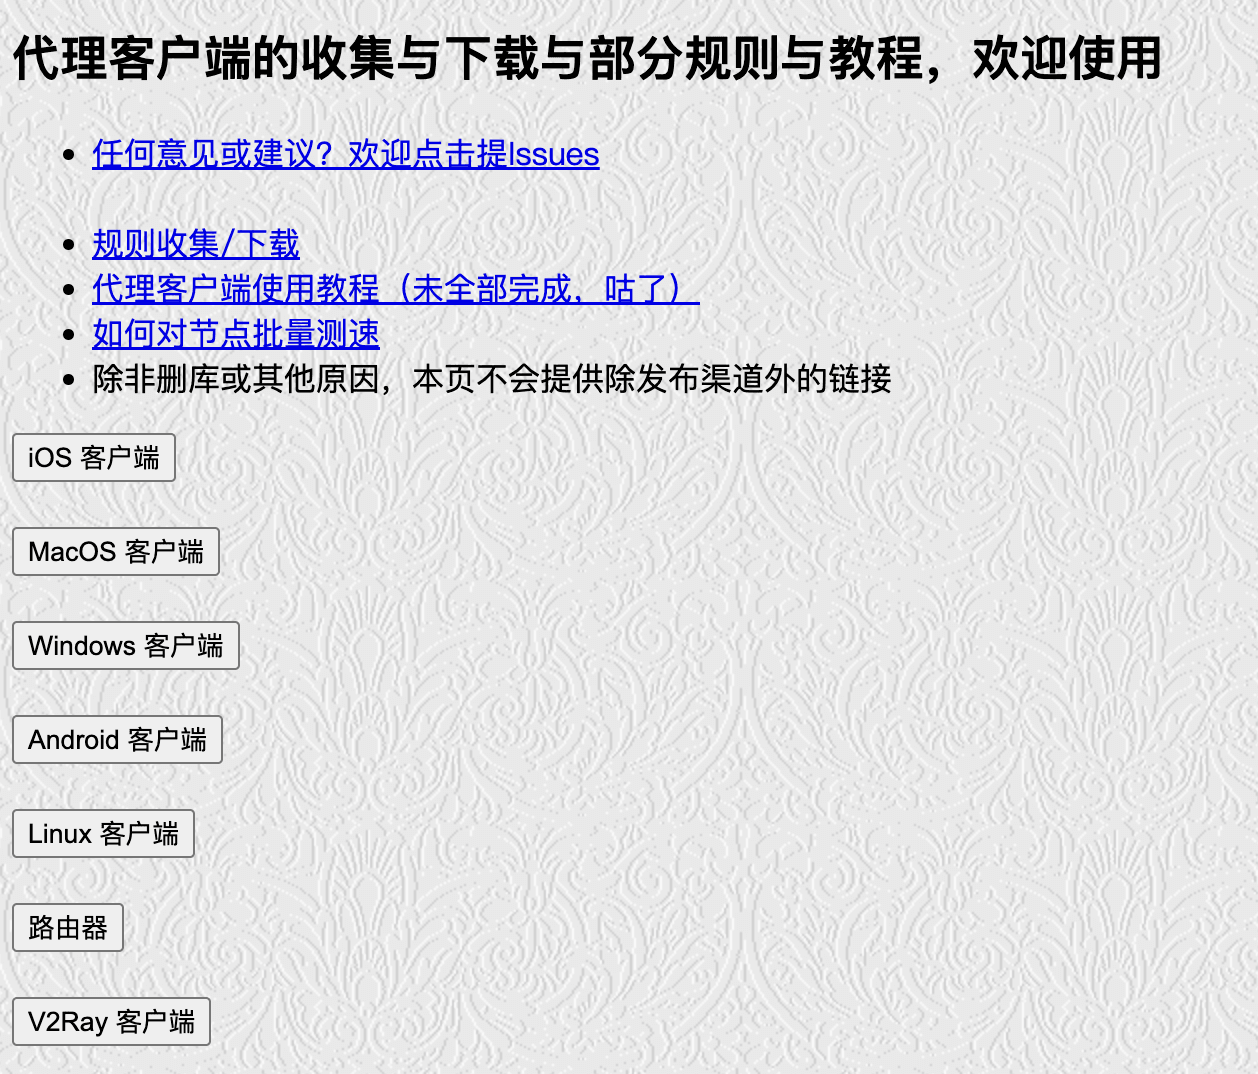 代理客户端的收集与下载与部分规则与教程，欢迎使用
任何意见或建议？欢迎点击提Issues
规则收集/下载
代理客户端使用教程（未全部完成，咕了）
如何对节点批量测速
除非删库或其他原因，本页不会提供除发布渠道外的链接
iOS 客户端
MacOS 客户端
Windows 客户端
Android 客户端
Linux 客户端
路由器
V2Ray 客户端